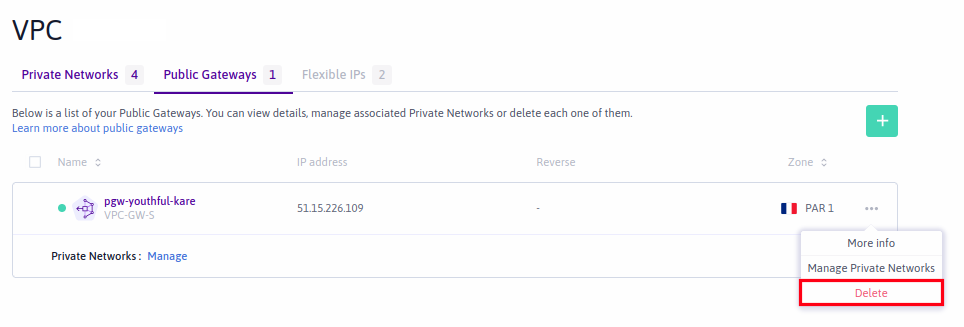 VPC
Private Networks 4 Public Gateways 1 Flexible IPs 2
Below is a list of your Public Gateways. You can view details, manage associated Private Networks or delete each one of them.
Learn more about public gateways
+
Name IP address Reverse Zone
pgw-youthful-kare
VPC-GW-S
51.15.226.109 - PAR 1 •••
More info
Private Networks : Manage
Manage Private Networks
Delete